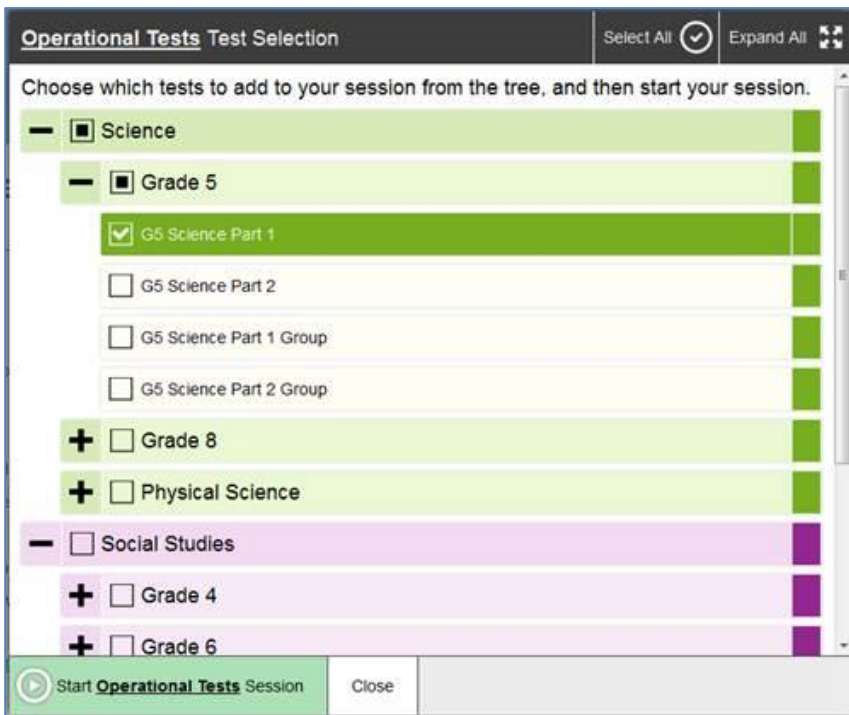 Operational Tests Test Selection
Select All
Expand All
Choose which tests to add to your session from the tree, and then start your session.
Science
Grade 5
G5 Science Part 1
G5 Science Part 2
G5 Science Part 1 Group
G5 Science Part 2 Group
Grade 8
Physical Science
Social Studies
Grade 4
Grade 6
Start Operational Tests Session
Close